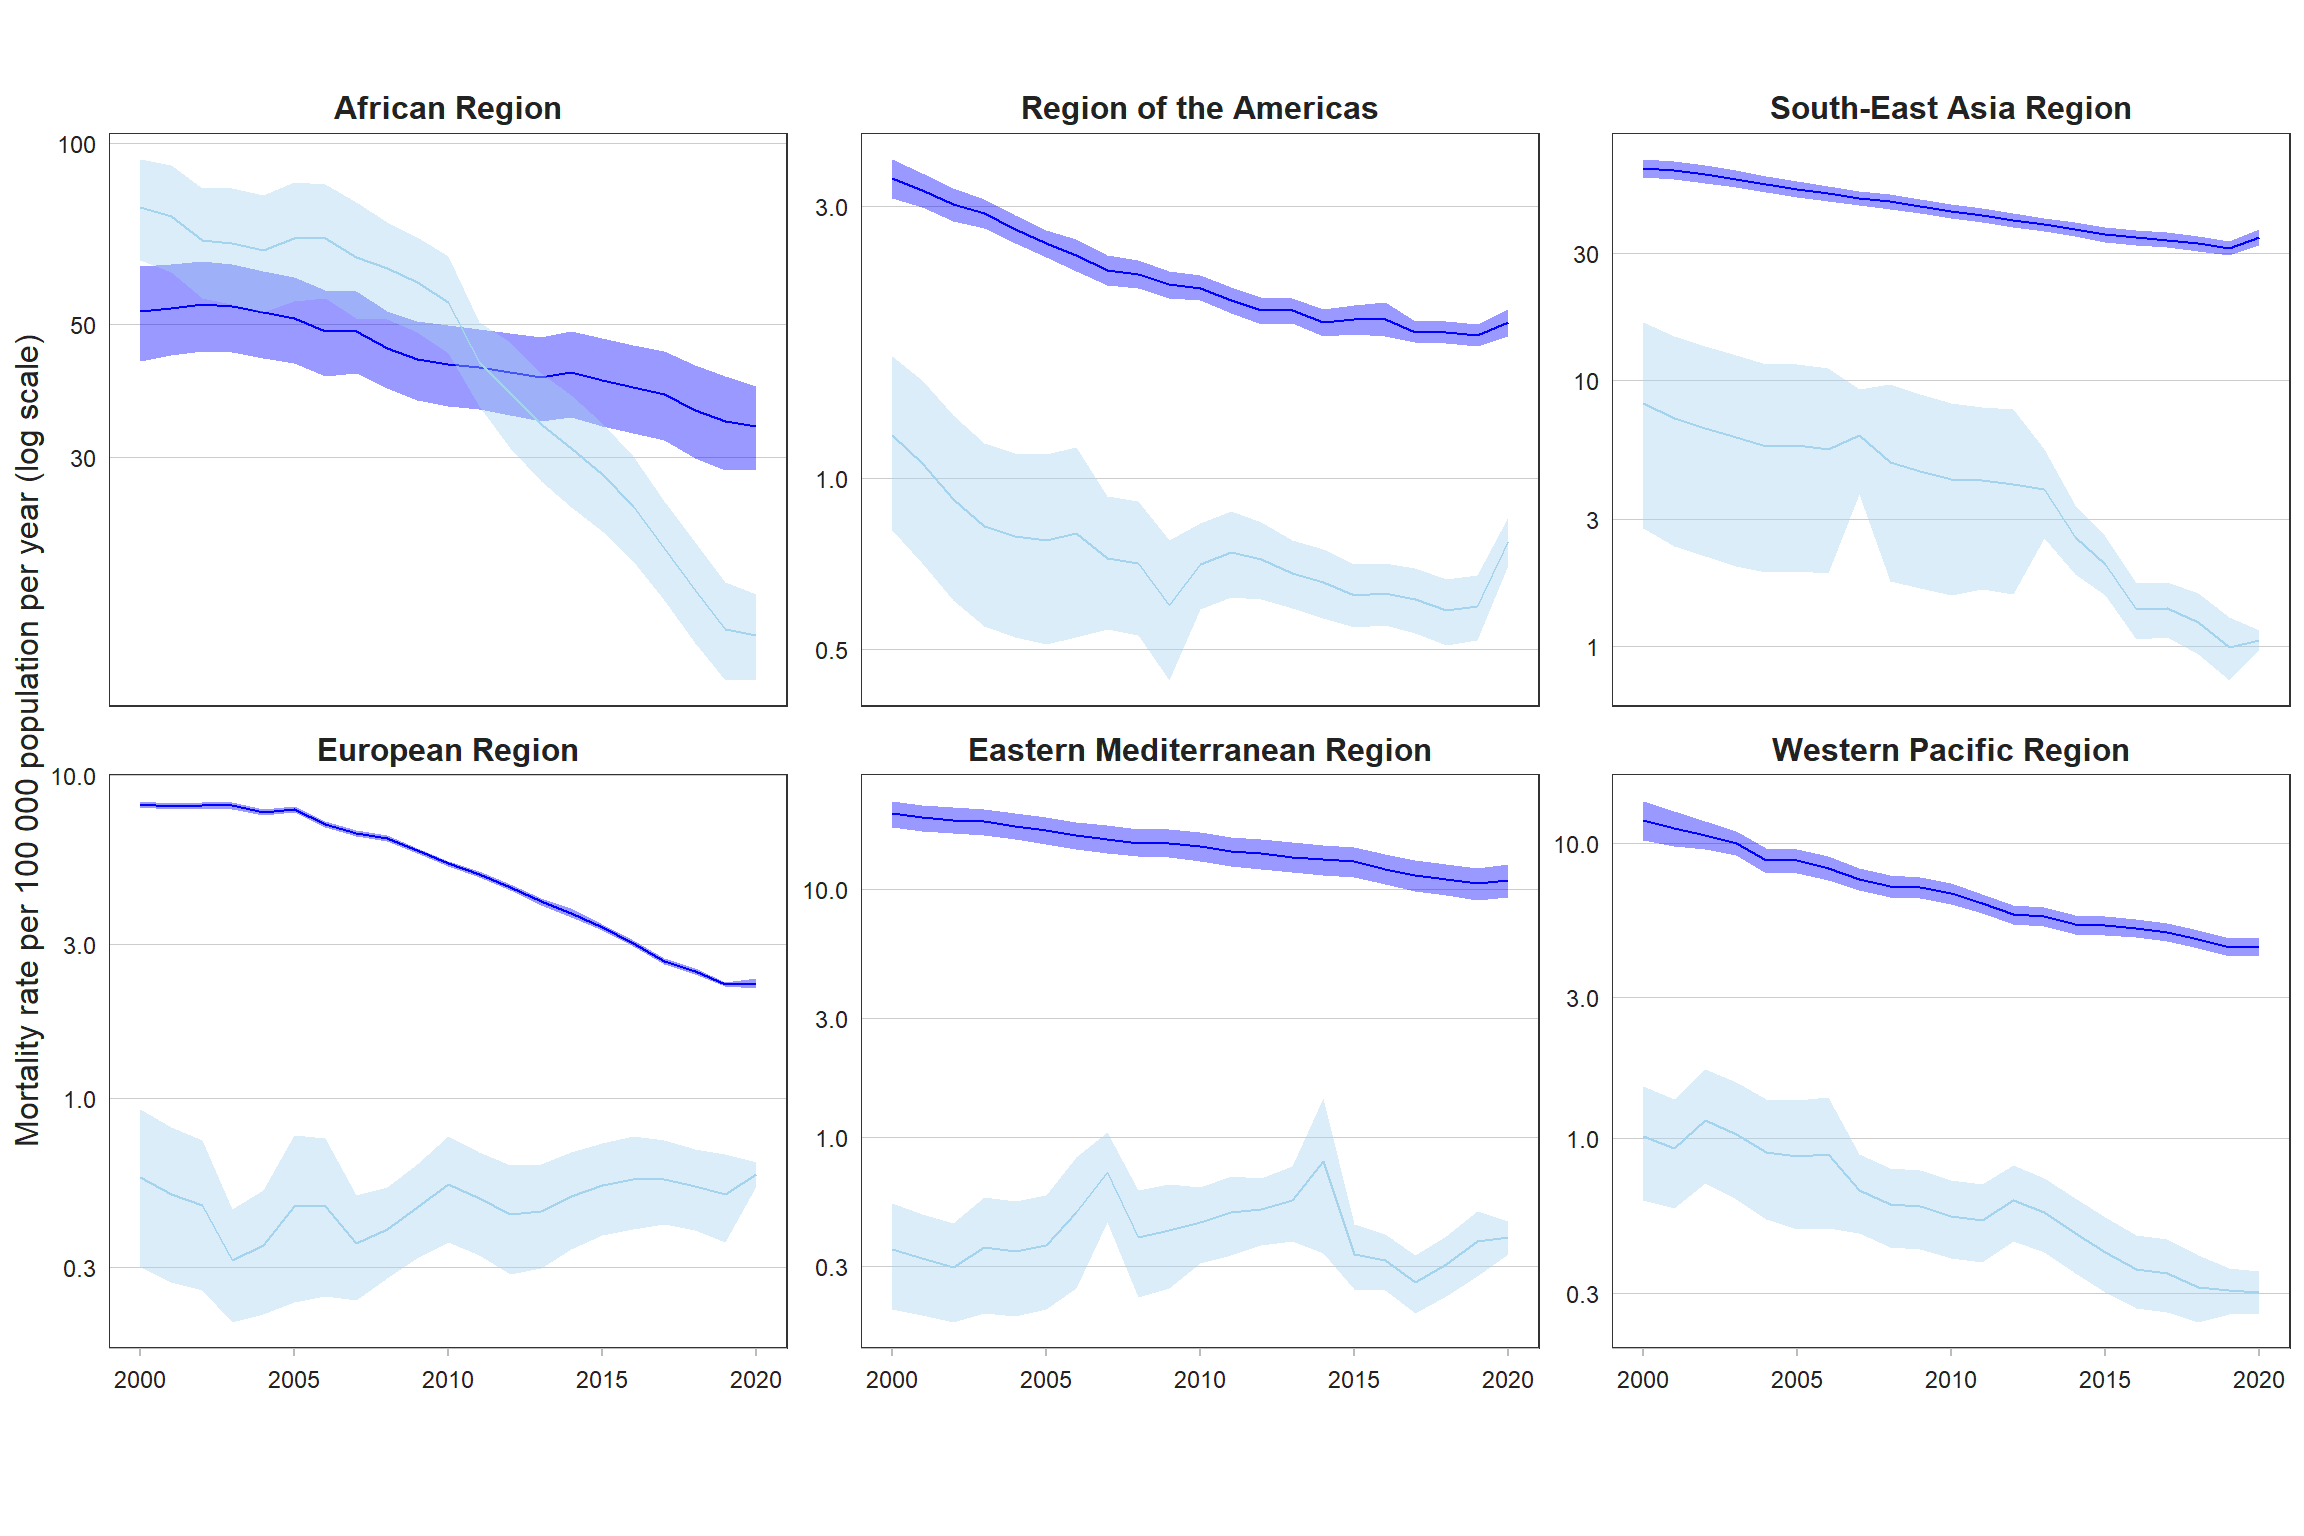 Mortality rate per 100 000 population per year (log scale)
African Region
100
50
30
Region of the Americas
3.0
1.0
0.5
South-East Asia Region
30
10
3
1
European Region
10.0
3.0
1.0
0.3
2000 2005 2010 2015 2020
Eastern Mediterranean Region
10.0
3.0
1.0
0.3
2000 2005 2010 2015 2020
Western Pacific Region
10.0
3.0
1.0
0.3
2000 2005 2010 2015 2020